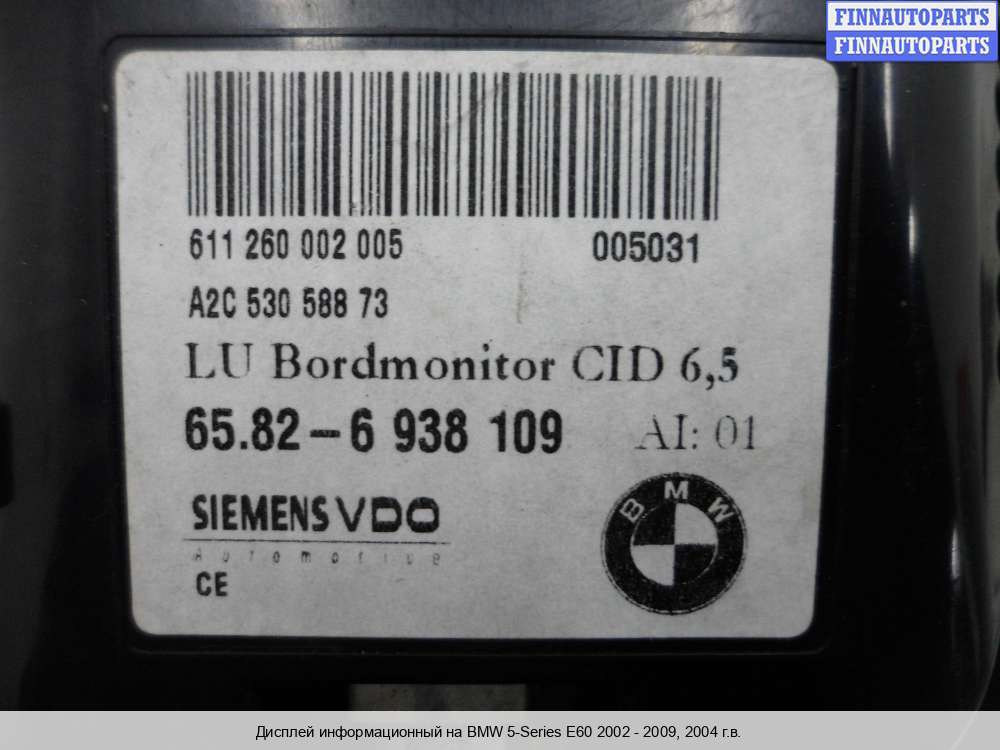 FINNAUTOPARTS
FINNAUTOPARTS
611 260 002 005 005031
A2C 530 588 73
LU Bordmonitor CID 6,5
65.82-6 938 109 AI: 01
SIEMENS VDO
Automotive
BMW
CE
Дисплей информационный на BMW 5-Series E60 2002 - 2009, 2004 г.в.